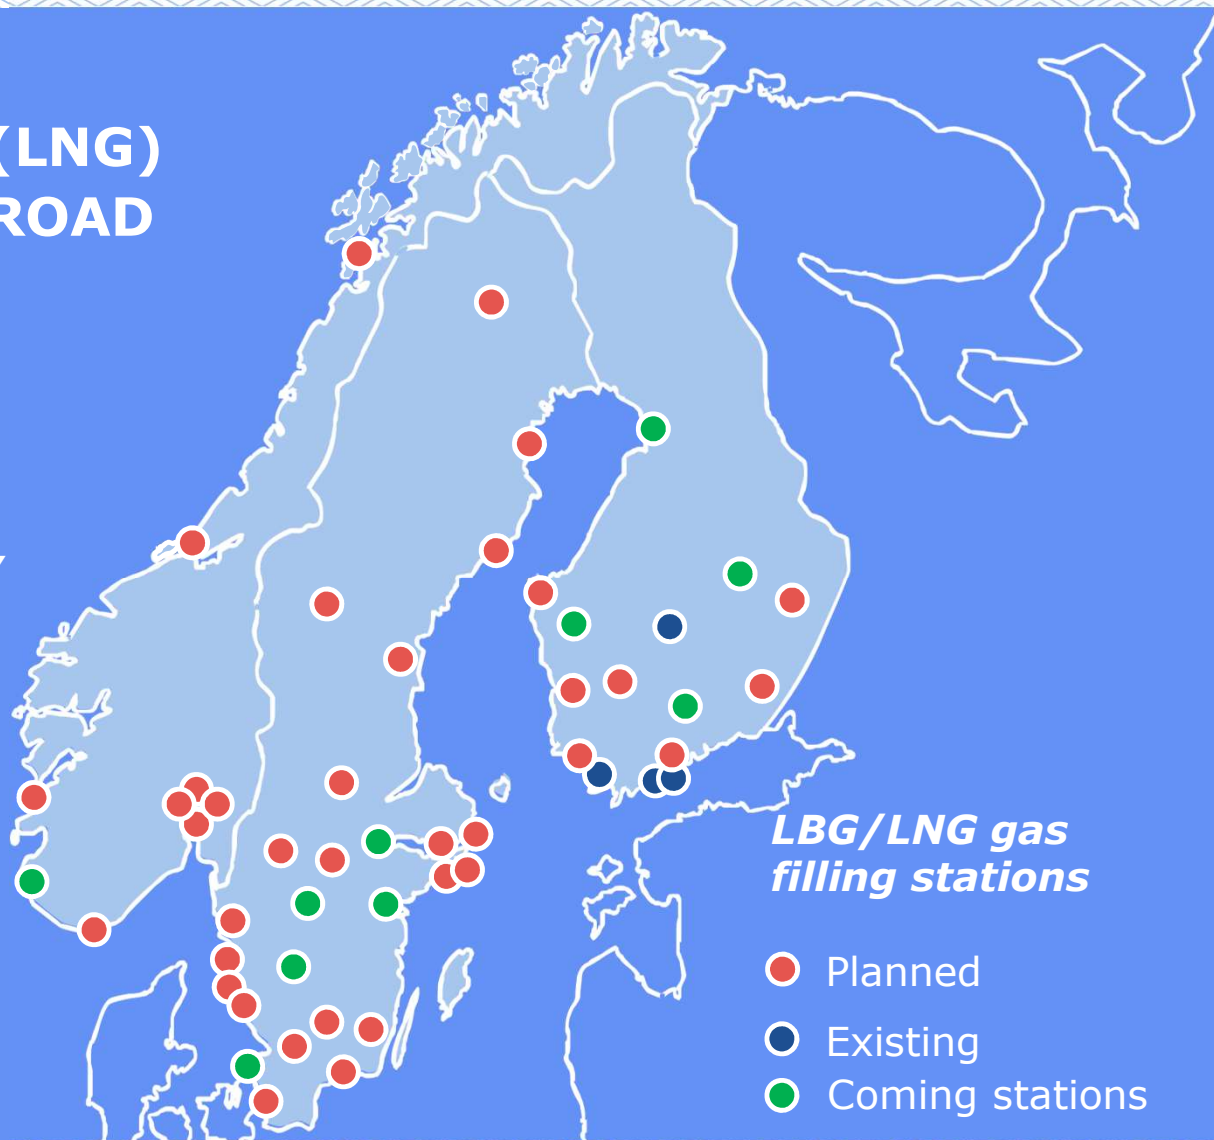 (LNG)
ROAD
LBG/LNG gas
filling stations
Planned
Existing
Coming stations